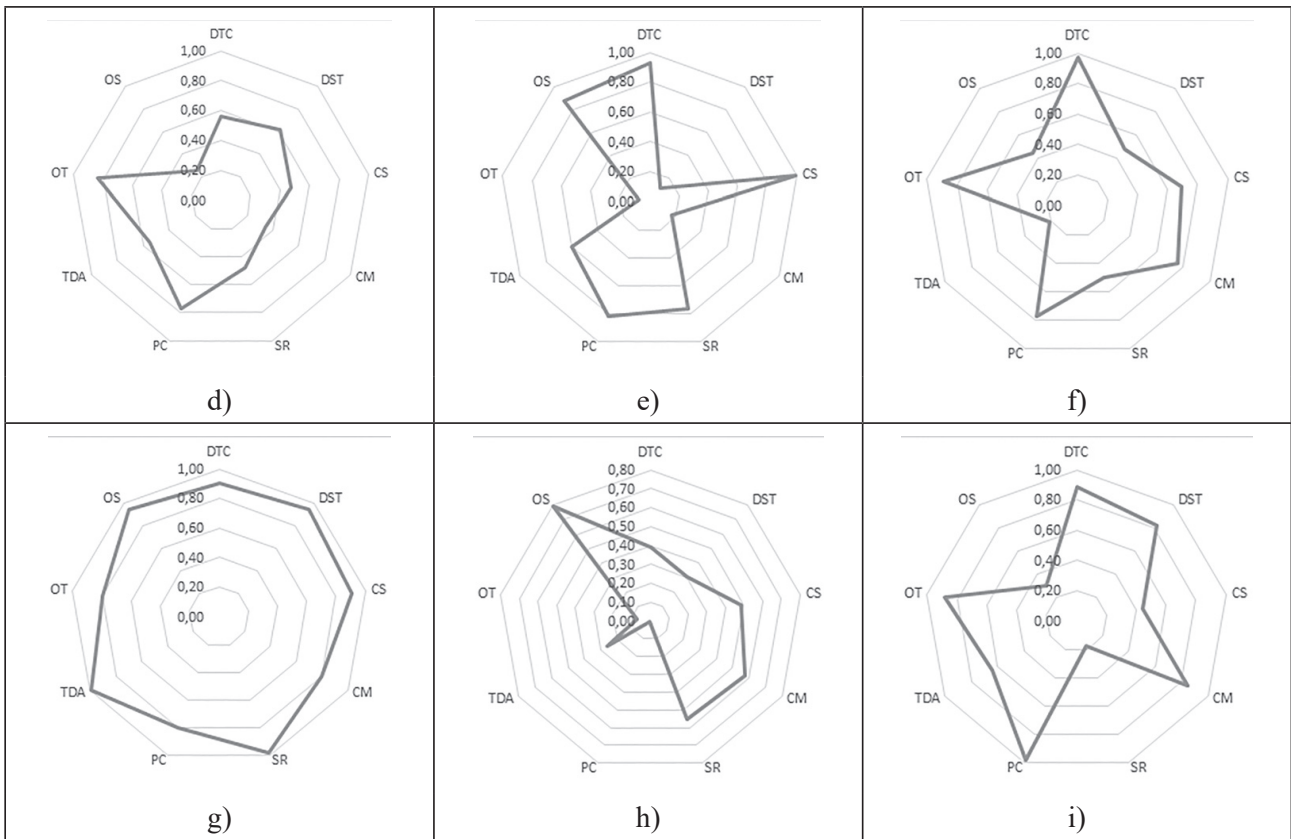 DTC
1,00
OS
DST
0,80
0,60
0,40
OT
0,20
CS
0,00
TDA
CM
PC
SR
d)
DTC
1,00
OS
DST
0,80
0,60
0,40
OT
0,20
CS
0,00
TDA
CM
PC
SR
e)
DTC
1,00
OS
DST
0,80
0,60
0,40
OT
0,20
CS
0,00
TDA
CM
PC
SR
f)
DTC
1,00
OS
DST
0,80
0,60
0,40
OT
0,20
CS
0,00
TDA
CM
PC
SR
g)
DTC
0,80
OS
DST
0,70
0,60
0,50
0,40
0,30
OT
0,20
CS
0,10
0,00
TDA
CM
PC
SR
h)
DTC
1,00
OS
DST
0,80
0,60
0,40
OT
0,20
CS
0,00
TDA
CM
PC
SR
i)